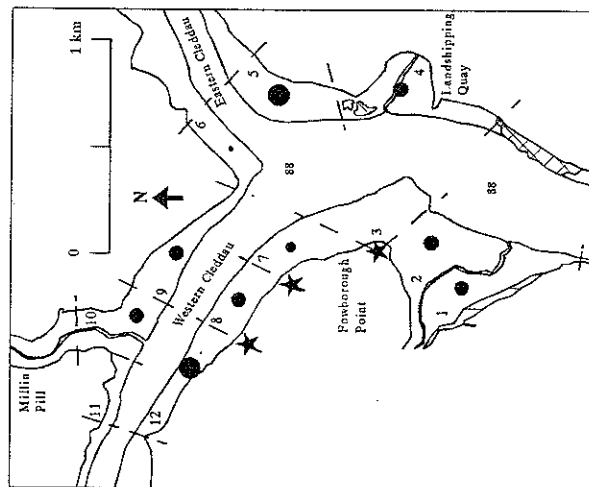 0
1 km
N
Millin
Pill
Eastern Cleddau
Western Cleddau
Landshipping
Quay
Fowborough
Point
88
88
1
2
3
4
5
6
7
8
9
10
11
12